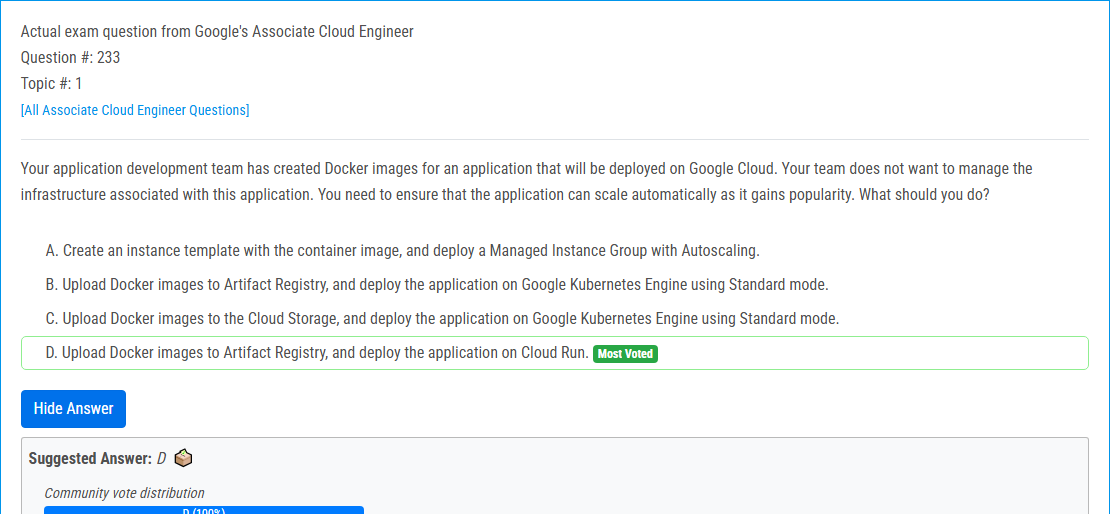 Actual exam question from Google's Associate Cloud Engineer
Question #: 233
Topic #: 1
[All Associate Cloud Engineer Questions]
Your application development team has created Docker images for an application that will be deployed on Google Cloud. Your team does not want to manage the
infrastructure associated with this application. You need to ensure that the application can scale automatically as it gains popularity. What should you do?
A. Create an instance template with the container image, and deploy a Managed Instance Group with Autoscaling.
B. Upload Docker images to Artifact Registry, and deploy the application on Google Kubernetes Engine using Standard mode.
C. Upload Docker images to the Cloud Storage, and deploy the application on Google Kubernetes Engine using Standard mode.
D. Upload Docker images to Artifact Registry, and deploy the application on Cloud Run. Most Voted
Hide Answer
Suggested Answer: D
Community vote distribution
D (100%)